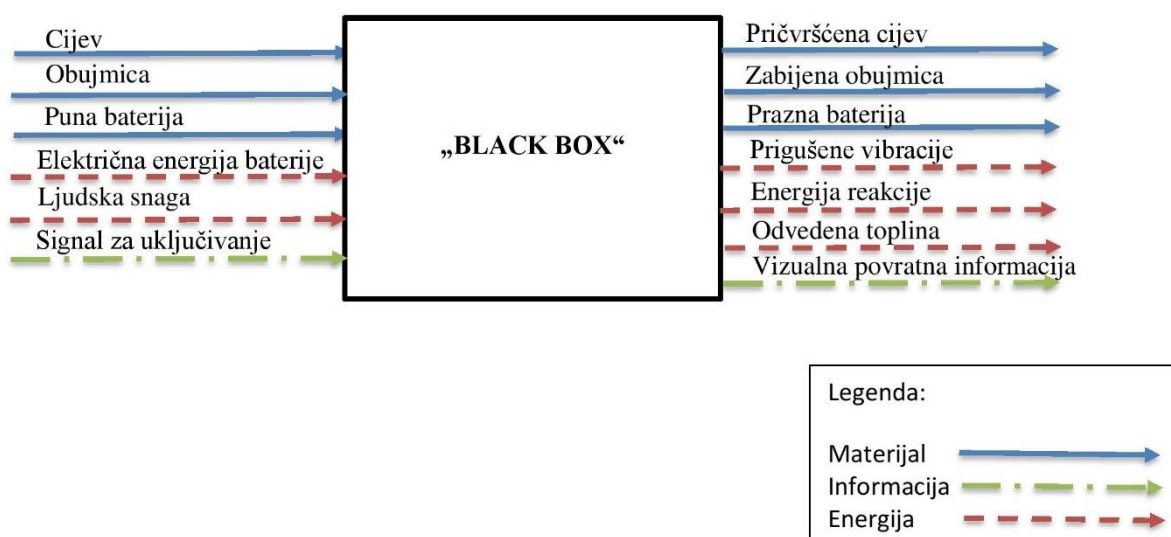 Cijev
Obujmica
Puna baterija
Električna energija baterije
Ljudska snaga
Signal za uključivanje
„BLACK BOX“
Pričvršćena cijev
Zabijena obujmica
Prazna baterija
Prigušene vibracije
Energija reakcije
Odvedena toplina
Vizualna povratna informacija
Legenda:
Materijal
Informacija
Energija